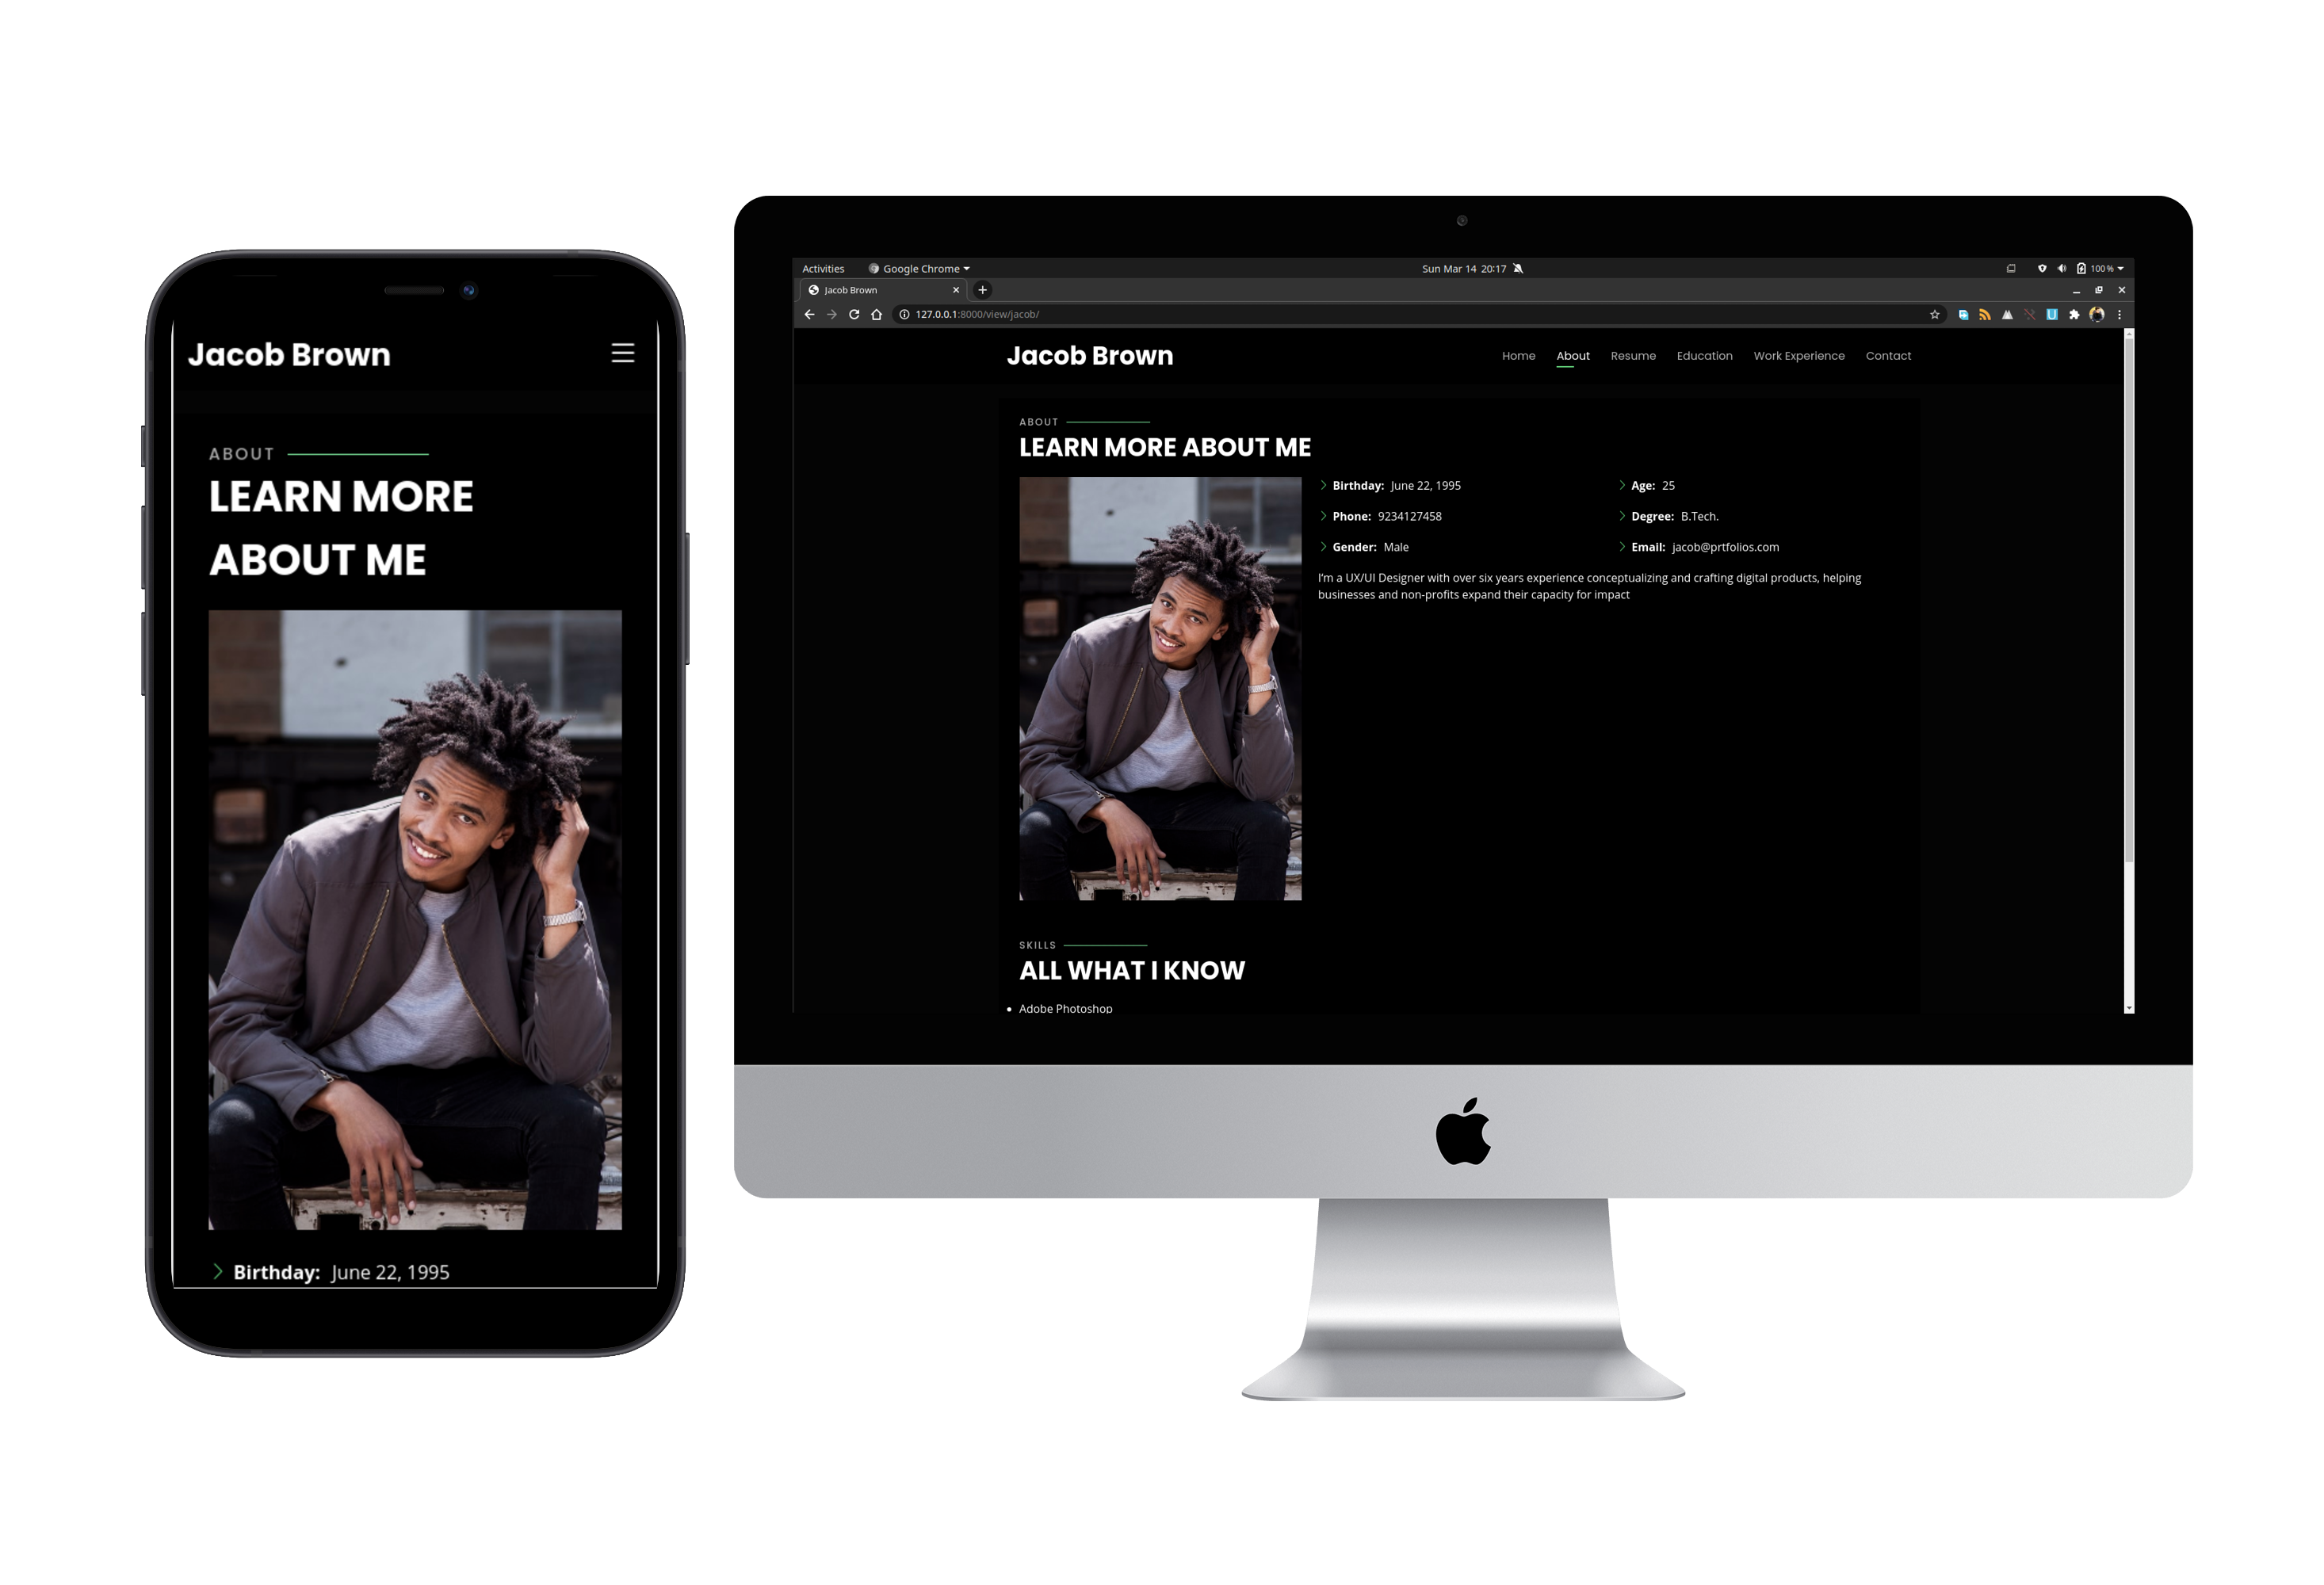 Jacob Brown
ABOUT
LEARN MORE
ABOUT ME
Birthday: June 22, 1995
Activities Google Chrome Sun Mar 14 20:17 100 %
Jacob Brown
127.0.0.1:8000/view/jacob/
Jacob Brown Home About Resume Education Work Experience Contact
ABOUT
LEARN MORE ABOUT ME
Birthday: June 22, 1995 Age: 25
Phone: 9234127458 Degree: B.Tech.
Gender: Male Email: jacob@prtfolios.com
I'm a UX/UI Designer with over six years experience conceptualizing and crafting digital products, helping
businesses and non-profits expand their capacity for impact
SKILLS
ALL WHAT I KNOW
Adobe Photoshop